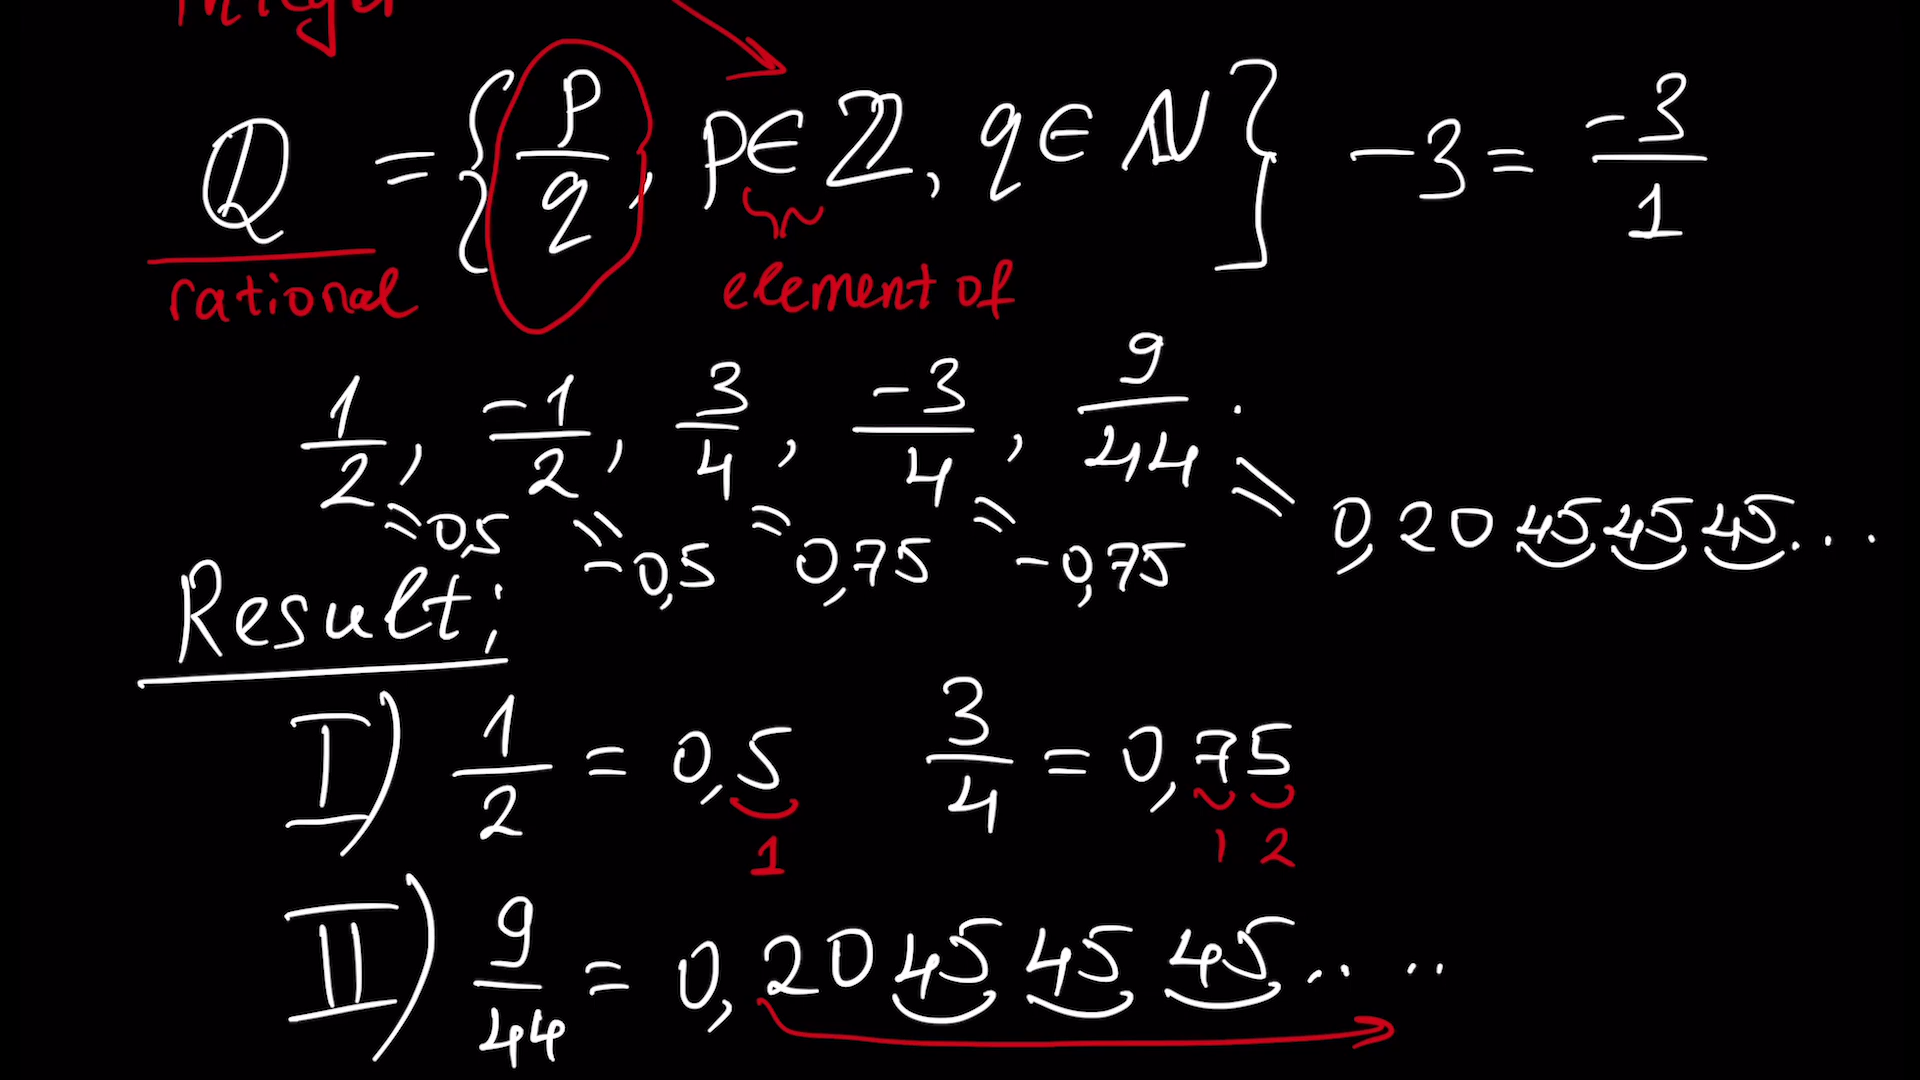 integer
Q = { p/q , p ∈ ℤ, q ∈ ℕ } -3 = -3/1
rational element of
1/2, -1/2, 3/4, -3/4, 9/44 .
= 0,5 = -0,5 = 0,75 = -0,75 = 0,20454545...
Result:
I) 1/2 = 0,5 3/4 = 0,75
1 1 2
II) 9/44 = 0,20454545.....